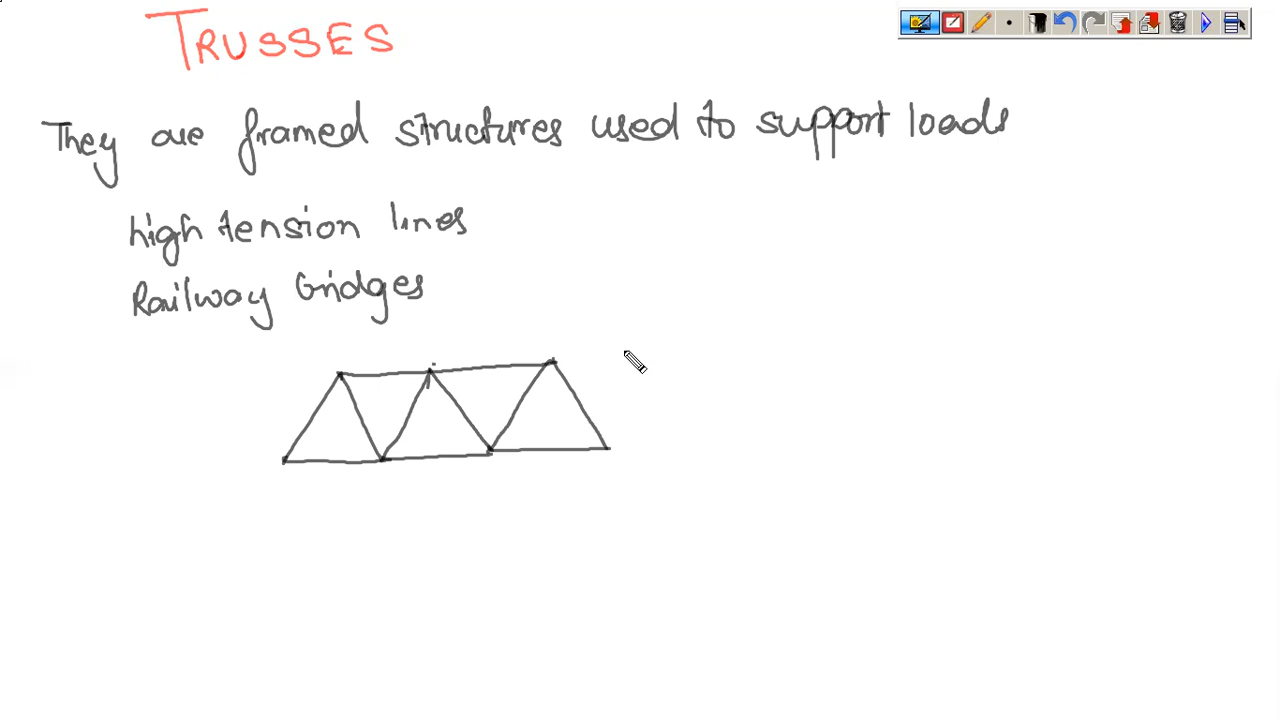 TRUSSES
They are framed structures used to support loads
high tension lines
Railway bridges